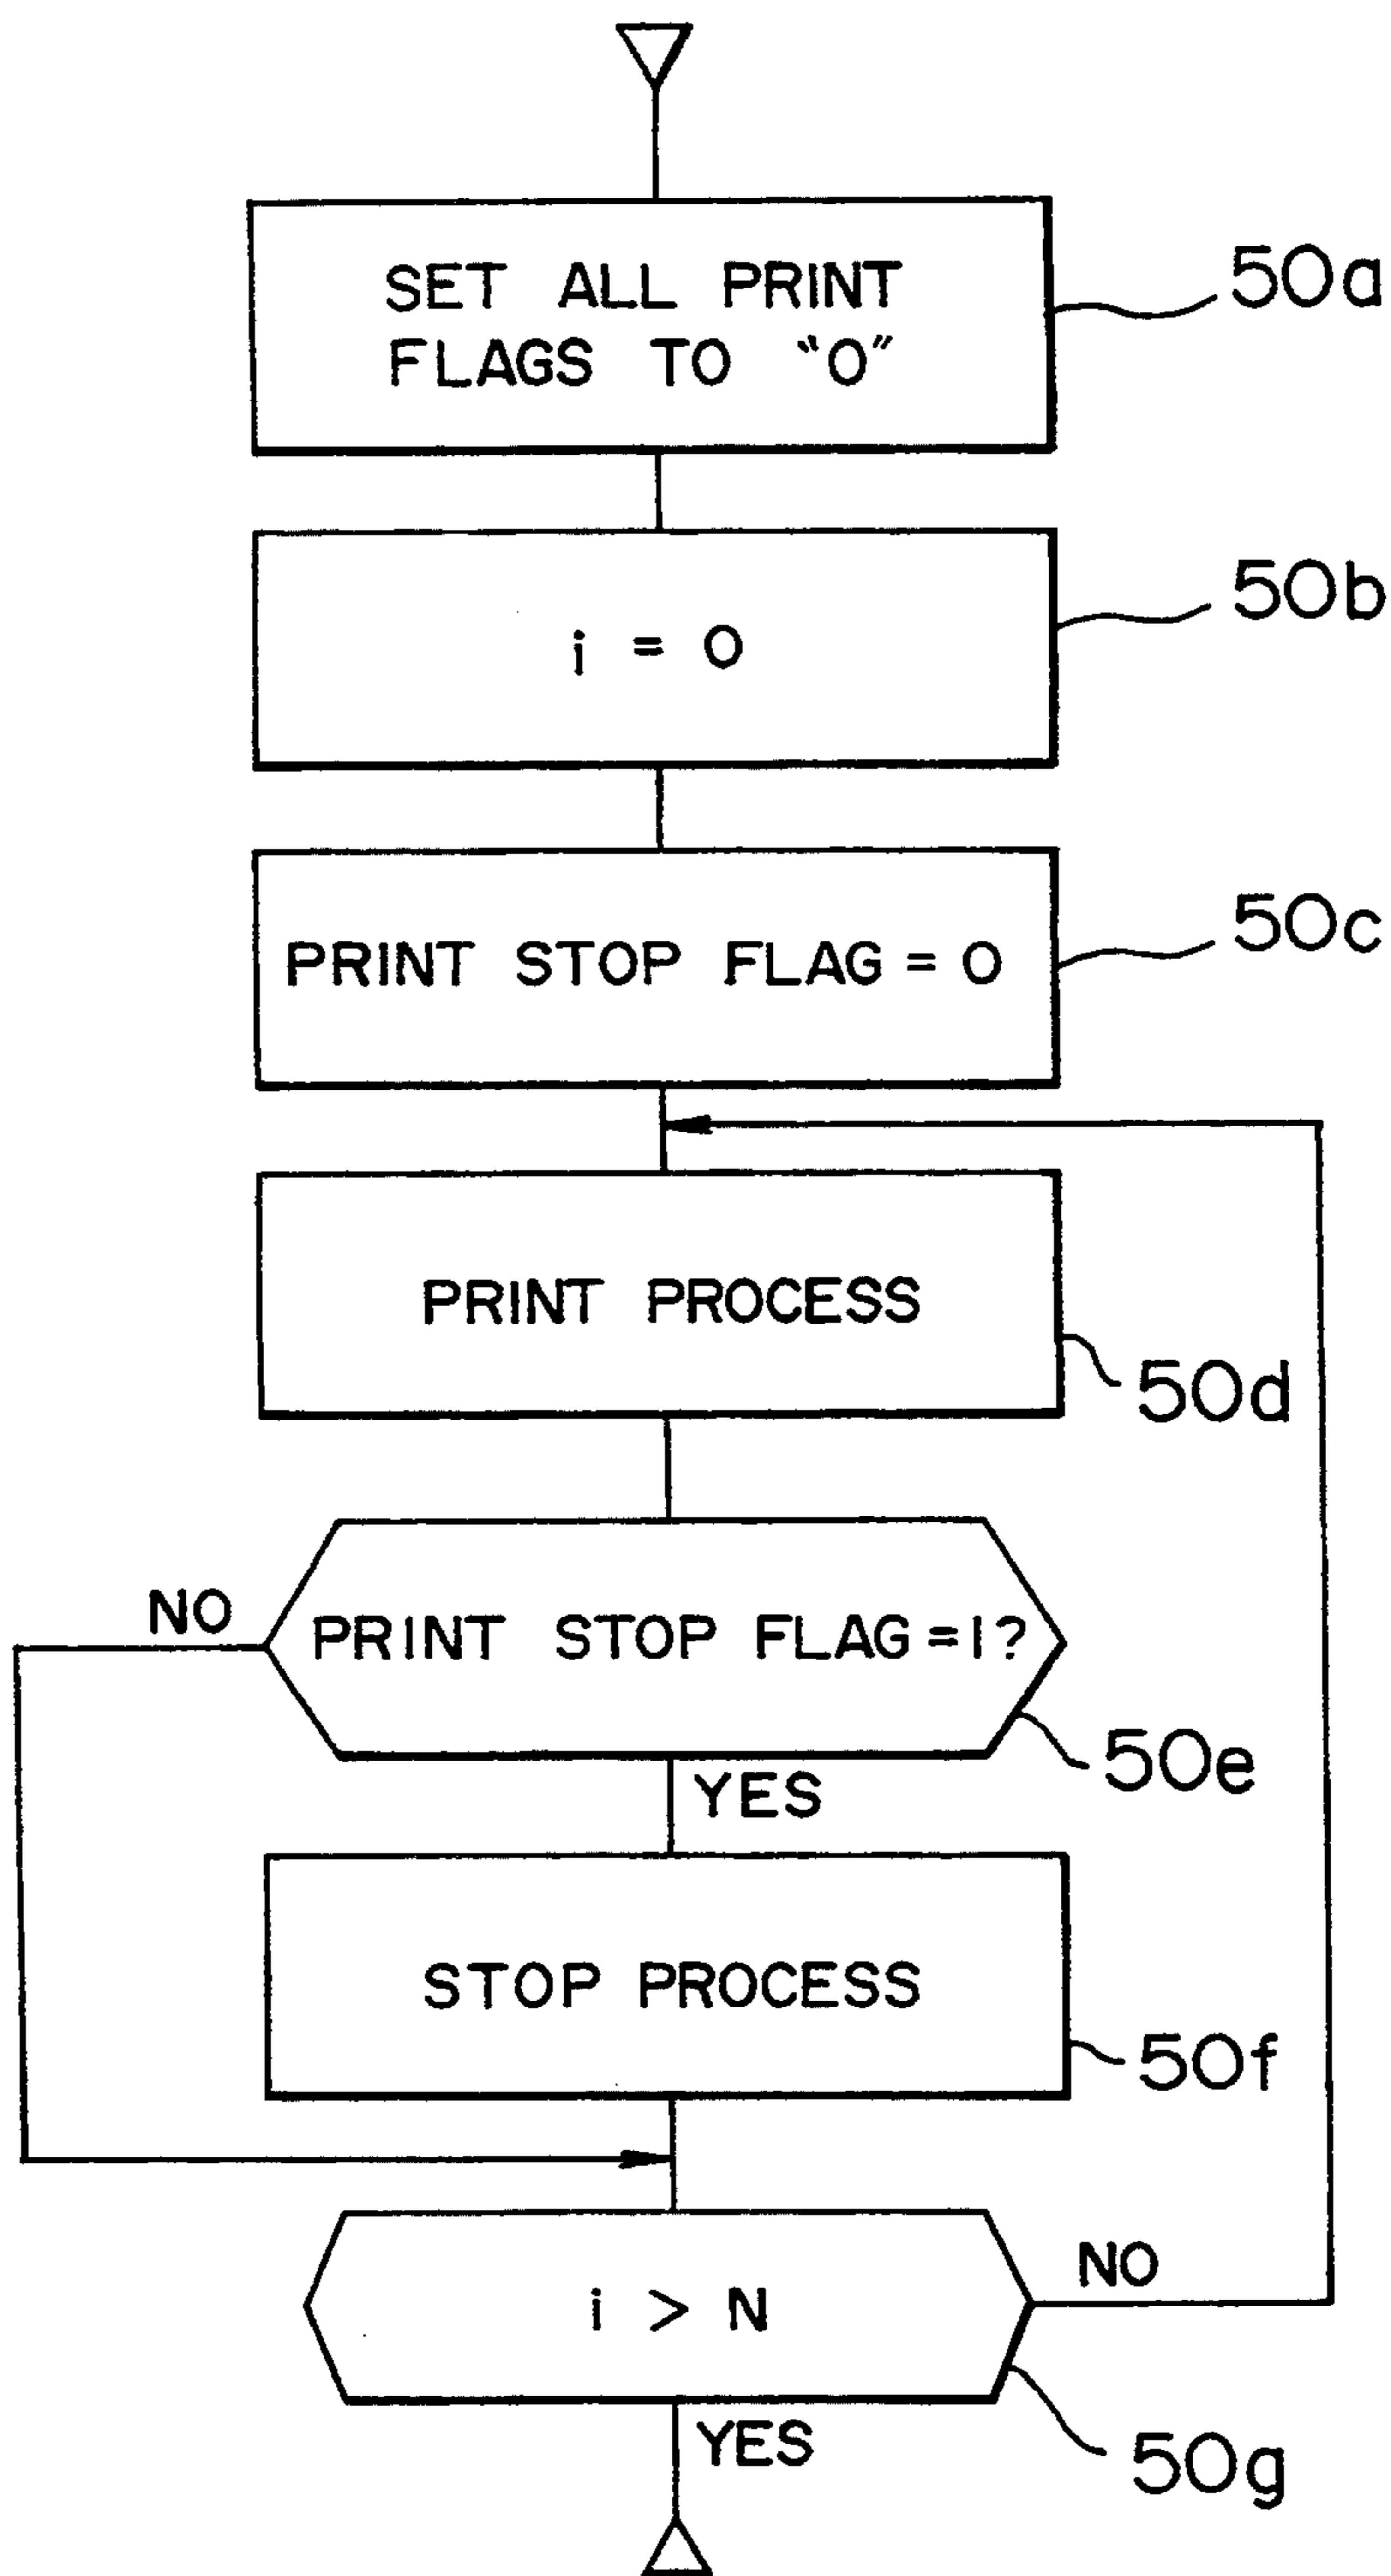 SET ALL PRINT
FLAGS TO "0"
50a
i = 0
50b
PRINT STOP FLAG = 0
50c
PRINT PROCESS
50d
NO
PRINT STOP FLAG = 1?
50e
YES
STOP PROCESS
50f
i > N
NO
YES
50g